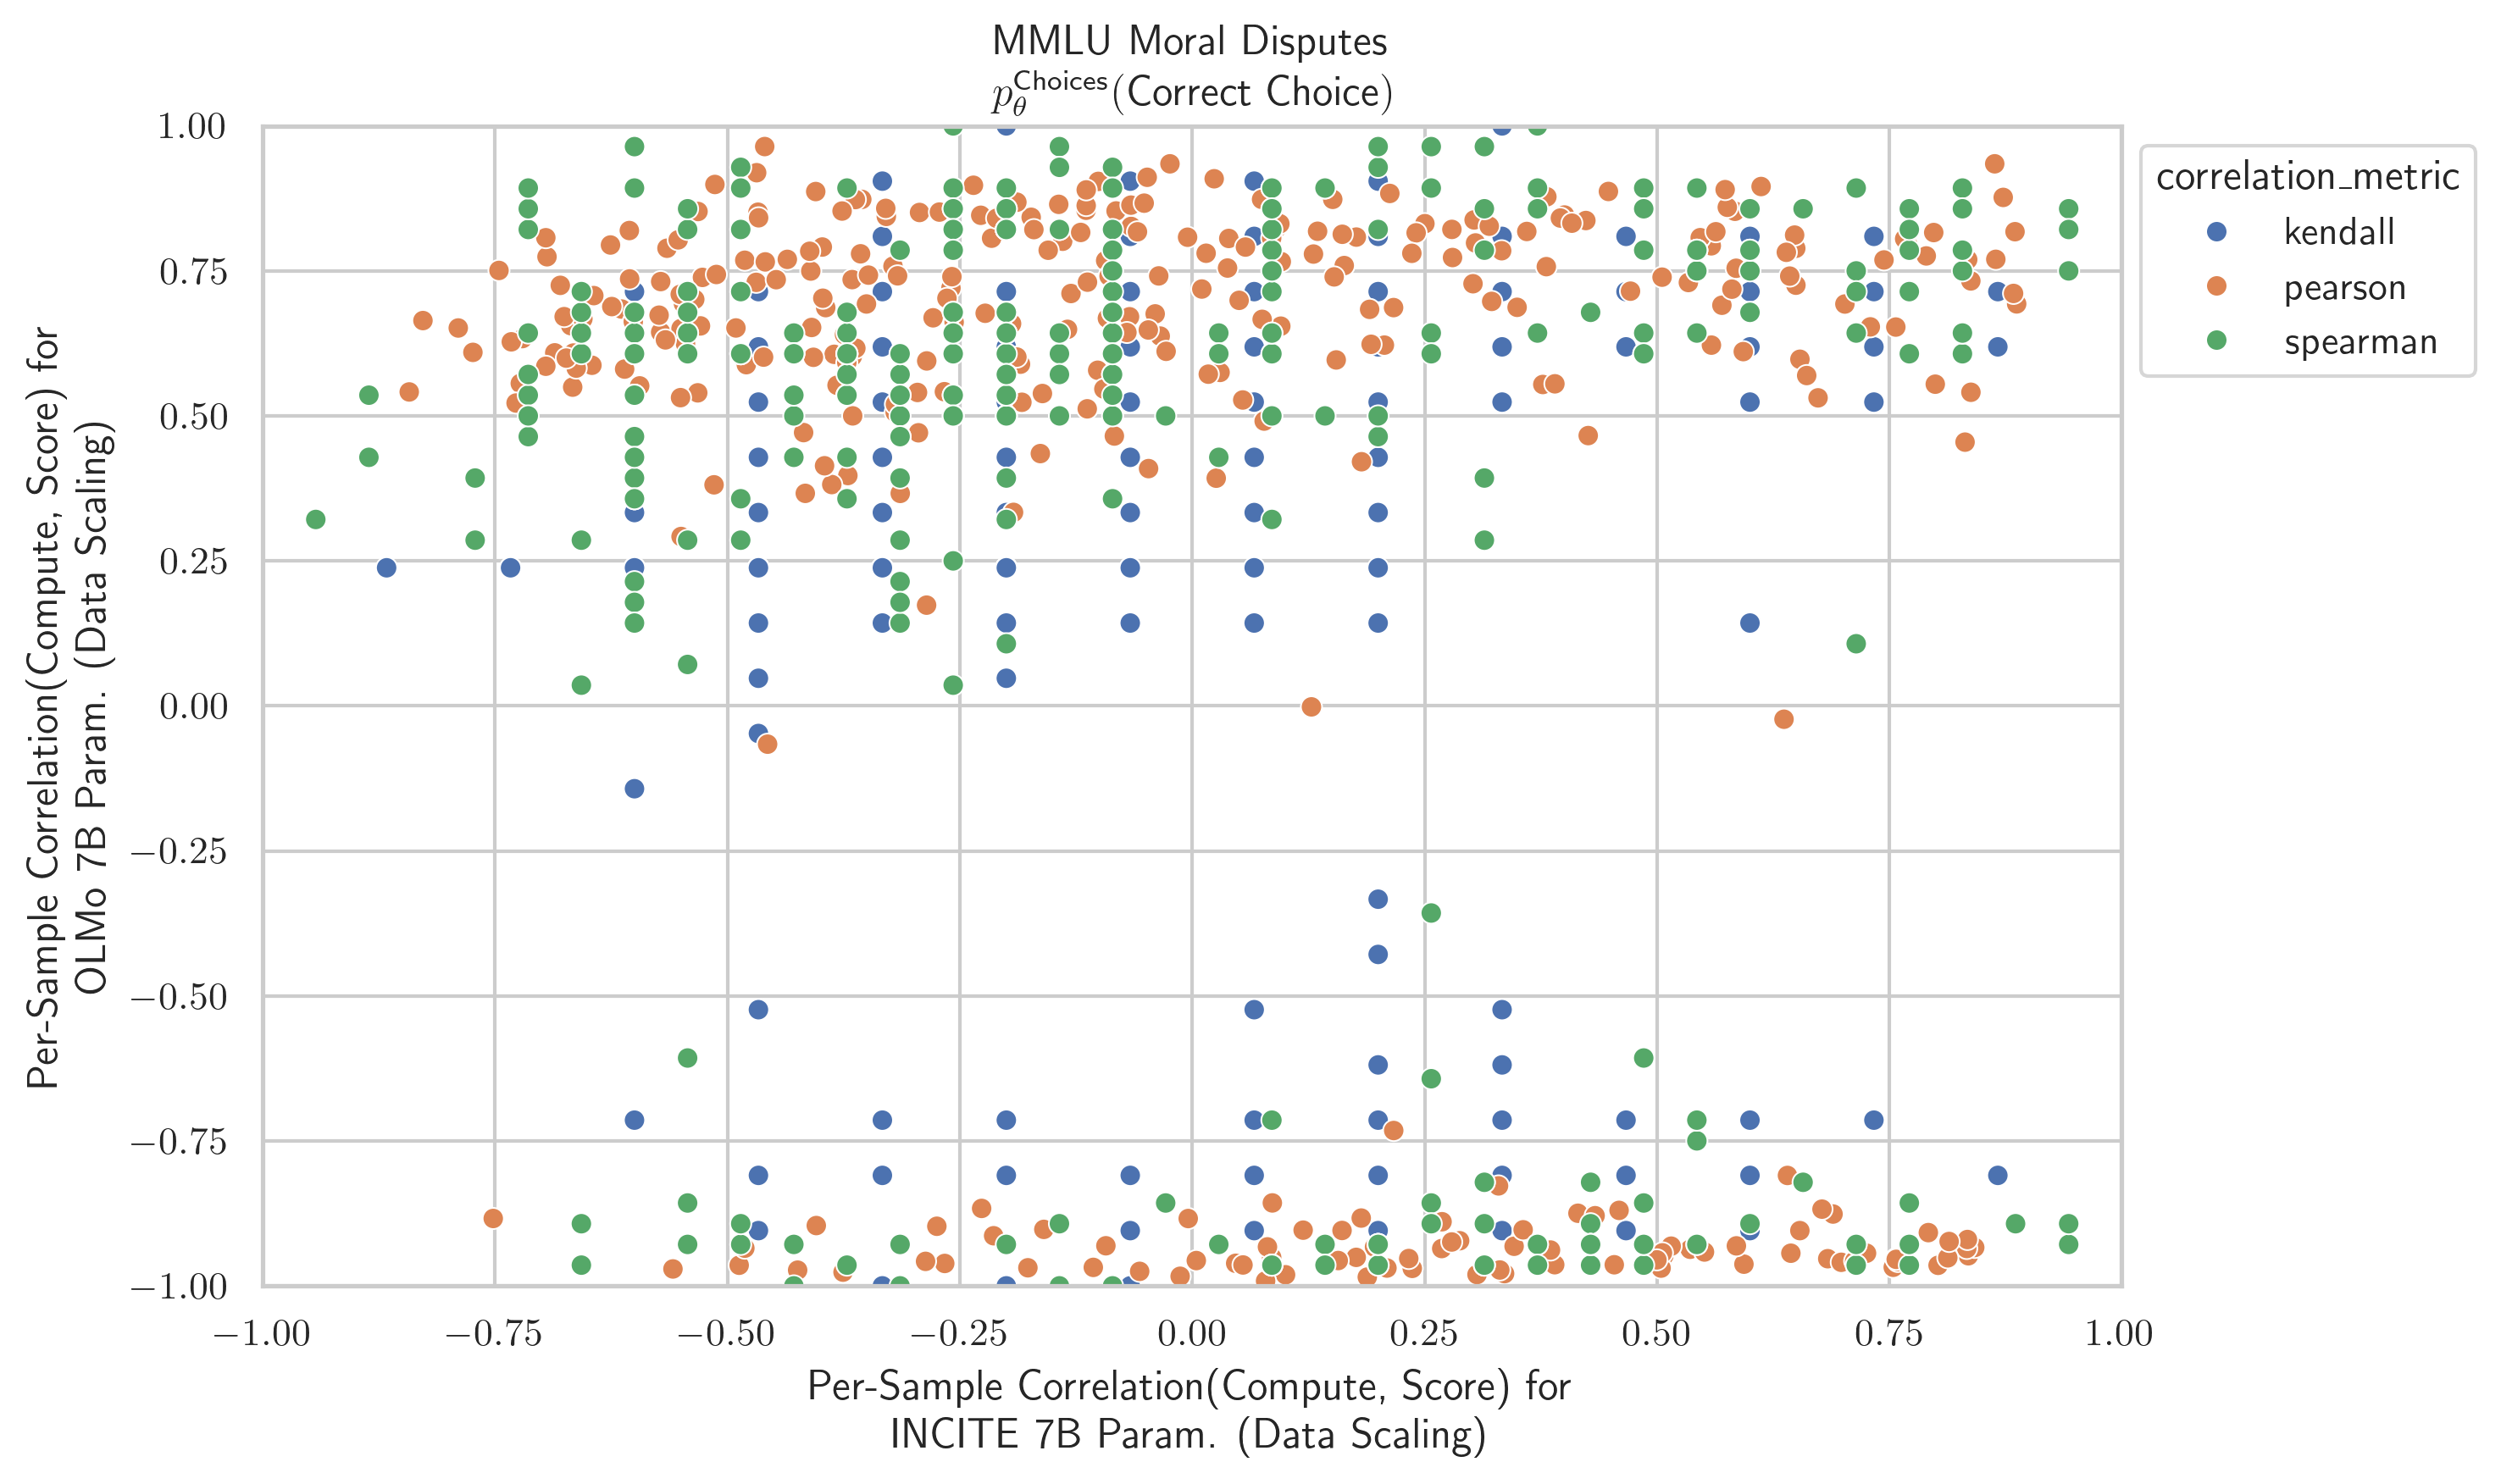 MMLU Moral Disputes
p_θ^Choices(Correct Choice)
1.00
0.75
0.50
0.25
0.00
−0.25
−0.50
−0.75
−1.00
Per-Sample Correlation(Compute, Score) for
OLMo 7B Param. (Data Scaling)
−1.00 −0.75 −0.50 −0.25 0.00 0.25 0.50 0.75 1.00
Per-Sample Correlation(Compute, Score) for
INCITE 7B Param. (Data Scaling)
correlation_metric
kendall
pearson
spearman